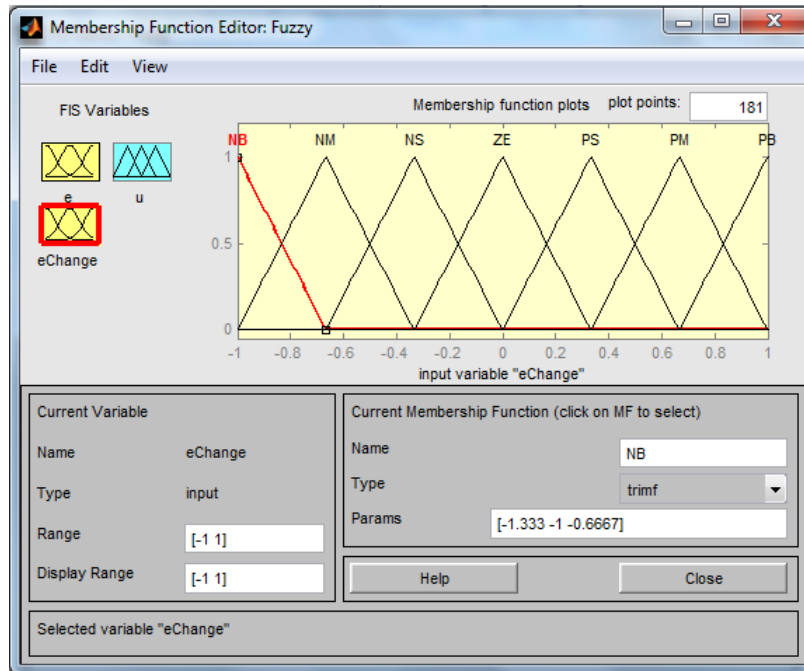 Membership Function Editor: Fuzzy
File Edit View
FIS Variables
Membership function plots plot points: 181
e
u
eChange
NB NM NS ZE PS PM PB
1
0.5
0
-1 -0.8 -0.6 -0.4 -0.2 0 0.2 0.4 0.6 0.8 1
input variable "eChange"
Current Variable
Name eChange
Type input
Range [-1 1]
Display Range [-1 1]
Current Membership Function (click on MF to select)
Name NB
Type trimf
Params [-1.333 -1 -0.6667]
Help Close
Selected variable "eChange"